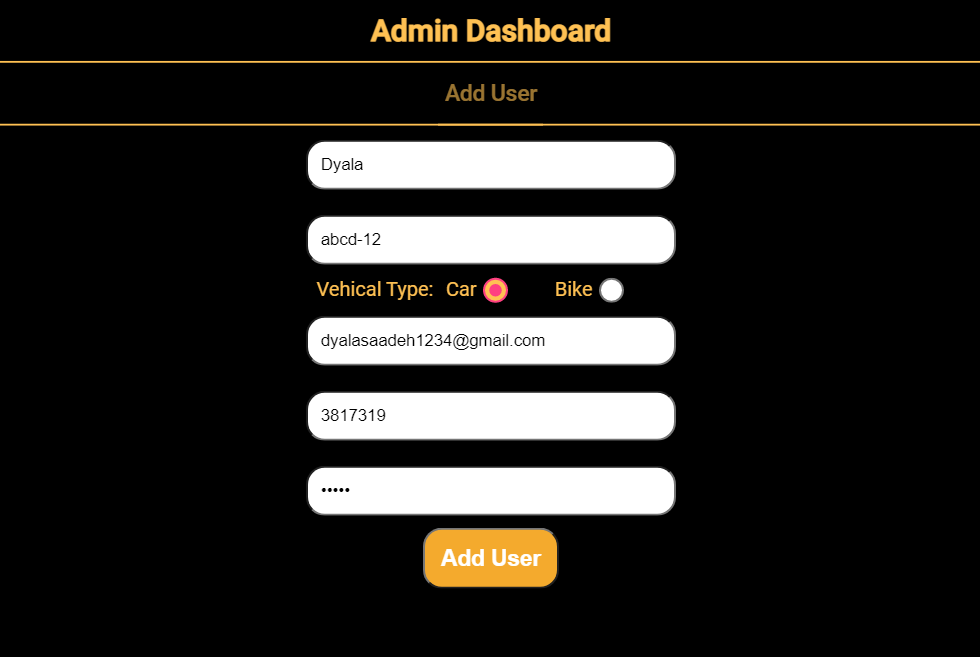 Admin Dashboard
Add User
Dyala
abcd-12
Vehical Type: Car Bike
dyalasaadeh1234@gmail.com
3817319
•••••
Add User